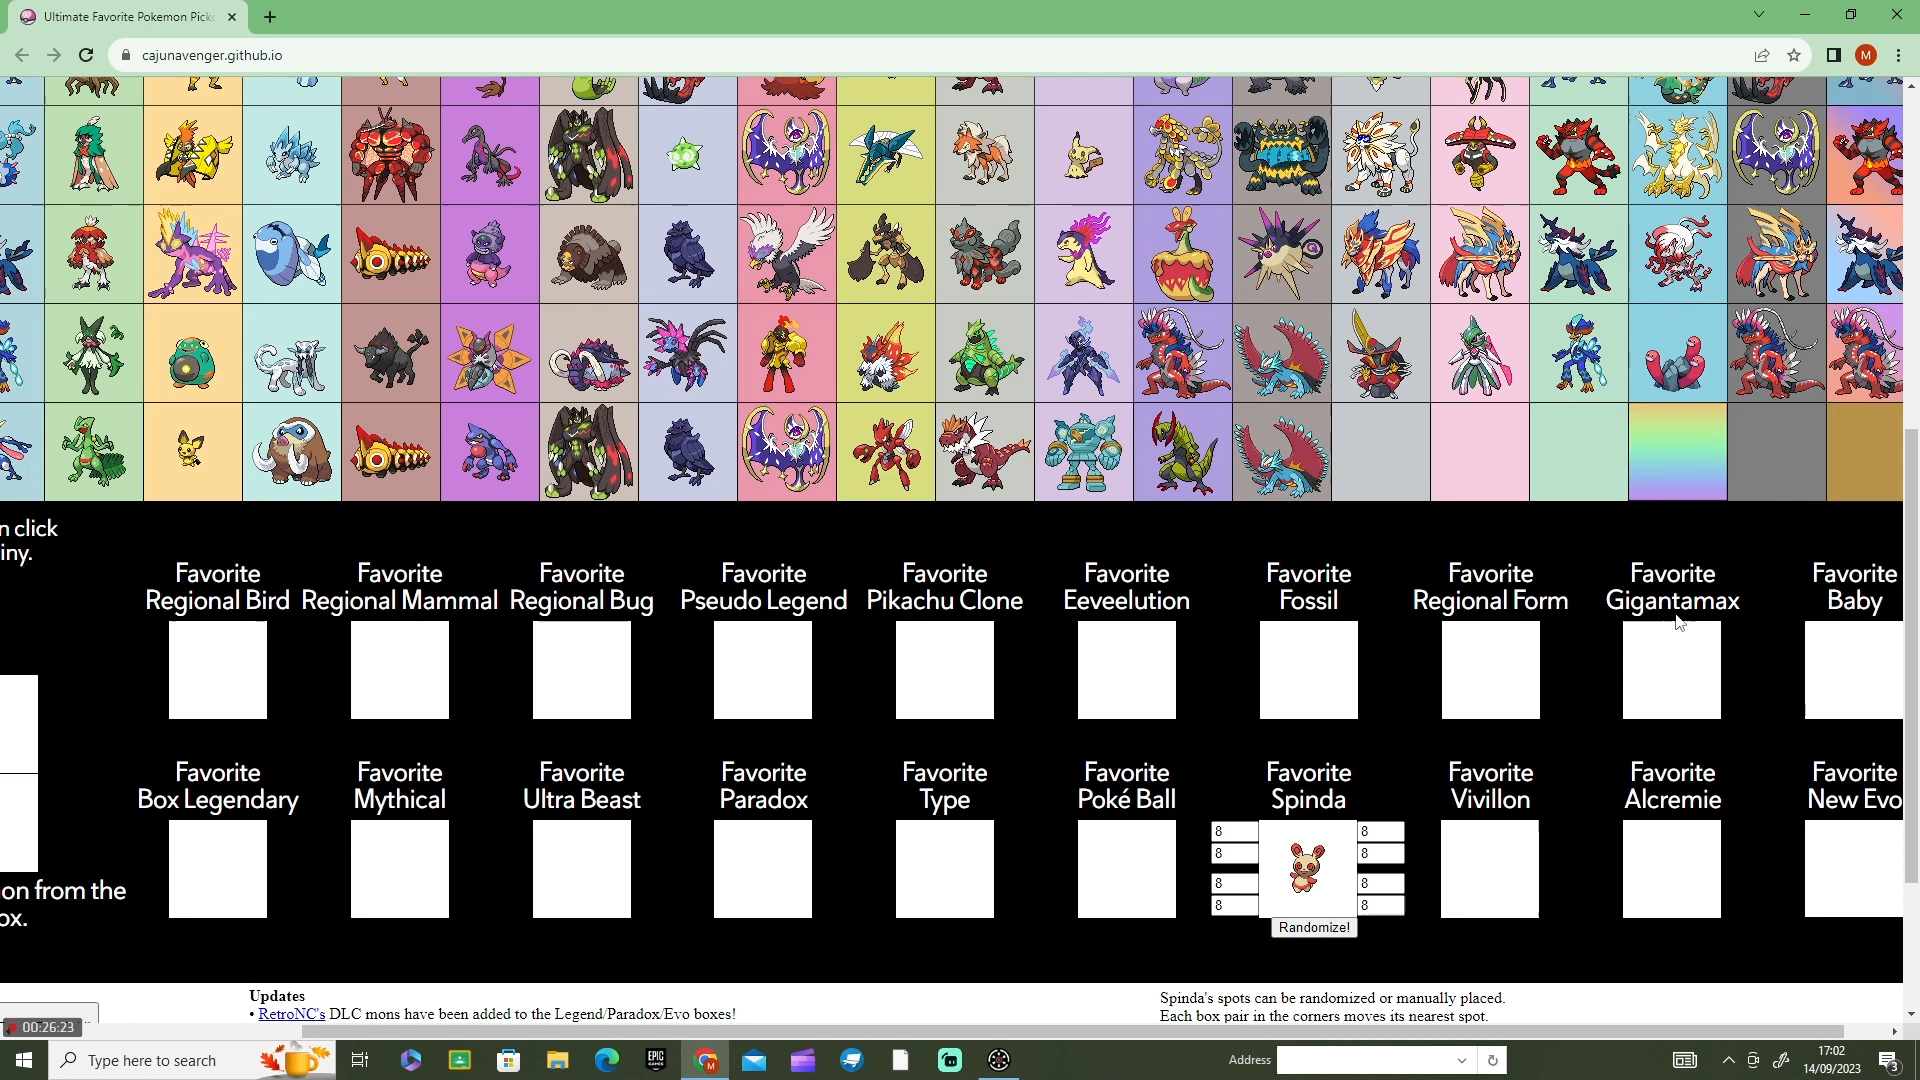 Ultimate Favorite Pokemon Pick
cajunavenger.github.io
M
n click
iny.
Favorite
Regional Bird
Favorite
Regional Mammal
Favorite
Regional Bug
Favorite
Pseudo Legend
Favorite
Pikachu Clone
Favorite
Eeveelution
Favorite
Fossil
Favorite
Regional Form
Favorite
Gigantamax
Favorite
Baby
Favorite
Box Legendary
Favorite
Mythical
Favorite
Ultra Beast
Favorite
Paradox
Favorite
Type
Favorite
Poké Ball
Favorite
Spinda
Favorite
Vivillon
Favorite
Alcremie
Favorite
New Evo
8 8
8 8
8 8
8 8
Randomize!
on from the
ox.
Updates
• RetroNC's DLC mons have been added to the Legend/Paradox/Evo boxes!
Spinda's spots can be randomized or manually placed.
Each box pair in the corners moves its nearest spot.
00:26:23
Type here to search
EPIC
GAMES
M
Address
17:02
14/09/2023
3